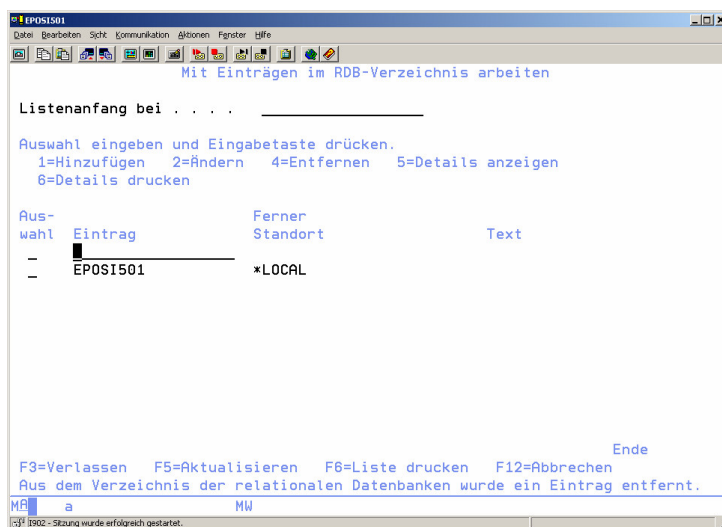 EPOSI501
Datei Bearbeiten Sicht Kommunikation Aktionen Fenster Hilfe
Mit Einträgen im RDB-Verzeichnis arbeiten
Listenanfang bei . . . .
Auswahl eingeben und Eingabetaste drücken.
1=Hinzufügen 2=Ändern 4=Entfernen 5=Details anzeigen
6=Details drucken
Aus- Ferner
wahl Eintrag Standort Text
EPOSI501 *LOCAL
Ende
F3=Verlassen F5=Aktualisieren F6=Liste drucken F12=Abbrechen
Aus dem Verzeichnis der relationalen Datenbanken wurde ein Eintrag entfernt.
MA a MW
I902 - Sitzung wurde erfolgreich gestartet.